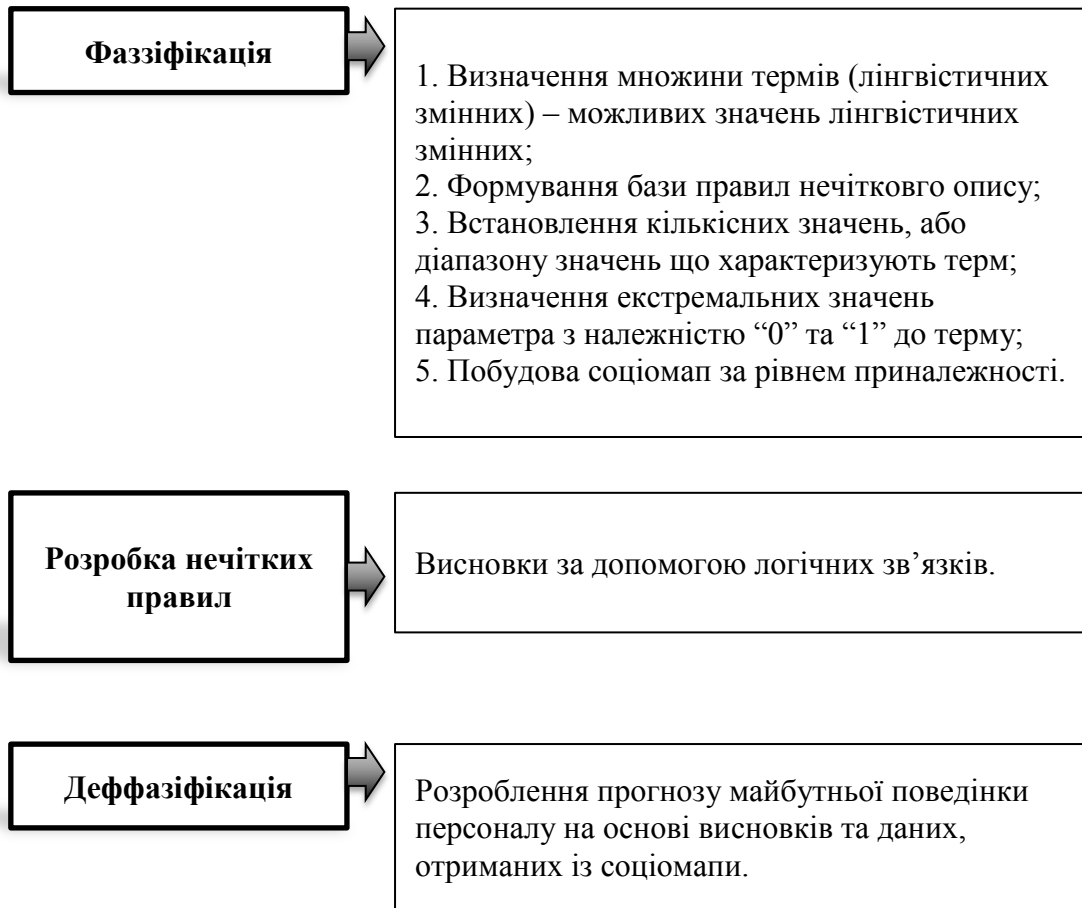 Фаззіфікація
1. Визначення множини термів (лінгвістичних
змінних) – можливих значень лінгвістичних
змінних;
2. Формування бази правил нечітковго опису;
3. Встановлення кількісних значень, або
діапазону значень що характеризують терм;
4. Визначення екстремальних значень
параметра з належністю “0” та “1” до терму;
5. Побудова соціомап за рівнем приналежності.
Розробка нечітких
правил
Висновки за допомогою логічних зв’язків.
Деффазіфікація
Розроблення прогнозу майбутньої поведінки
персоналу на основі висновків та даних,
отриманих із соціомапи.